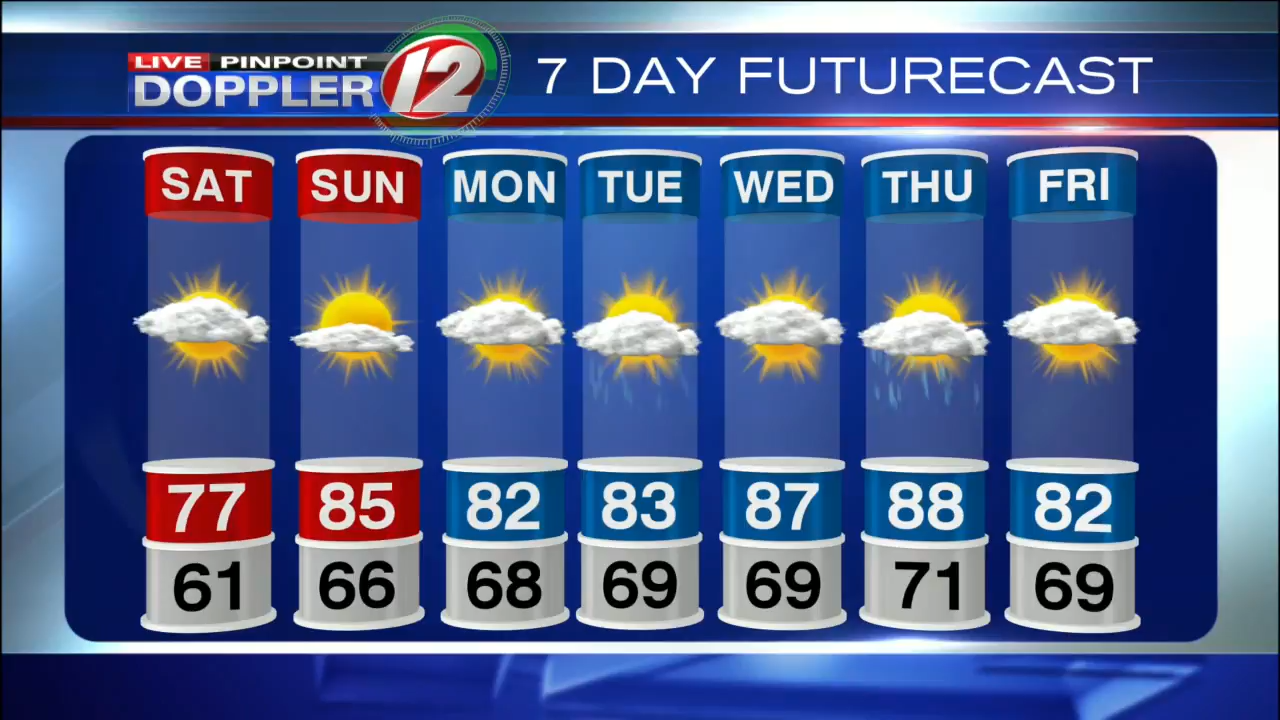 LIVE PINPOINT
DOPPLER 12
7 DAY FUTURECAST
SAT SUN MON TUE WED THU FRI
77 85 82 83 87 88 82
61 66 68 69 69 71 69